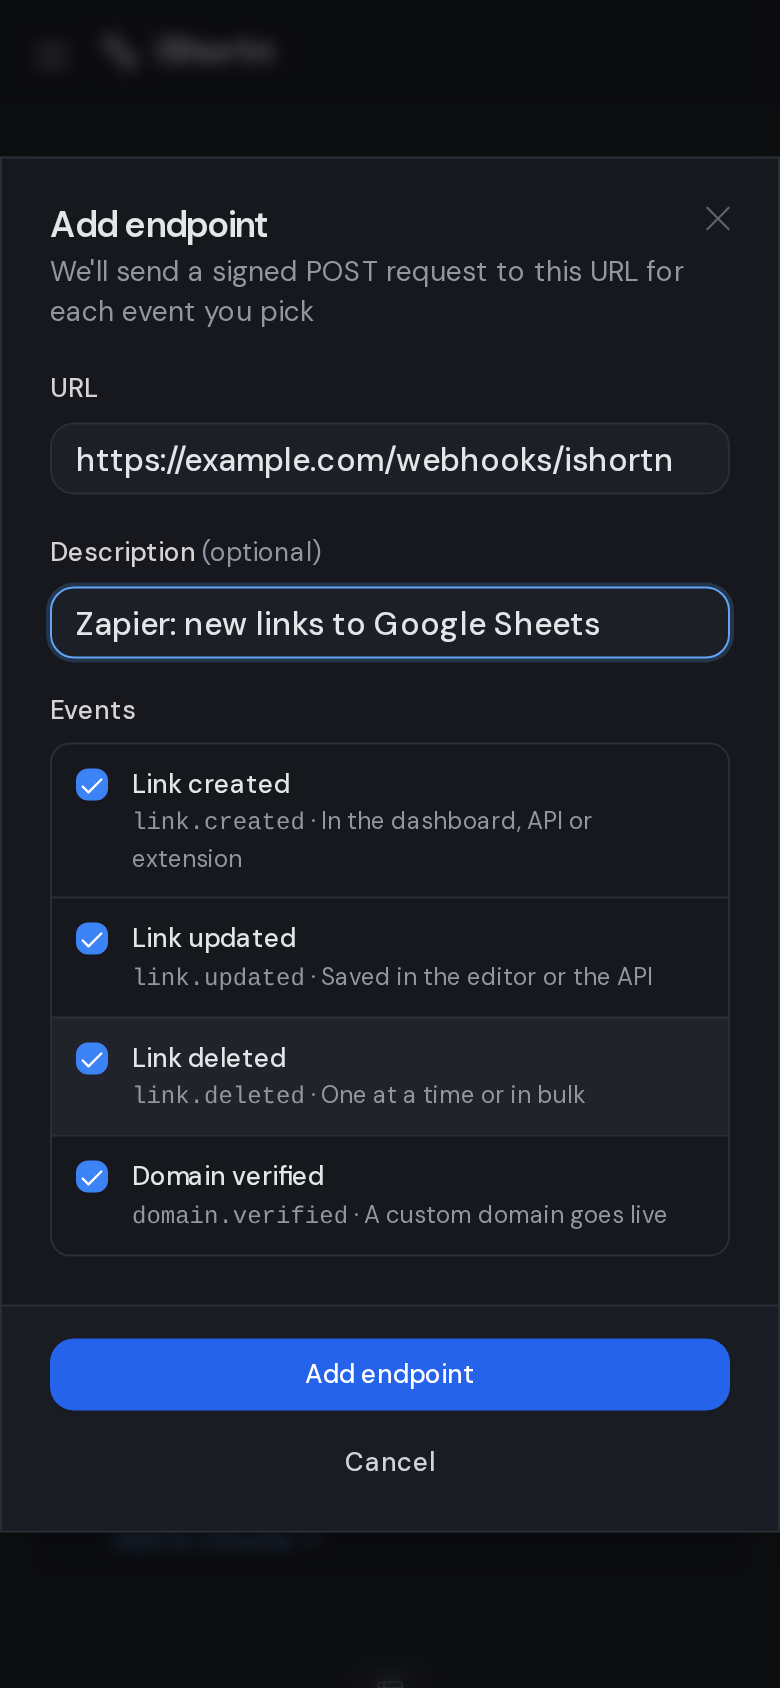 Add endpoint
We'll send a signed POST request to this URL for
each event you pick
URL
https://example.com/webhooks/ishortn
Description (optional)
Zapier: new links to Google Sheets
Events
Link created
link.created · In the dashboard, API or
extension
Link updated
link.updated · Saved in the editor or the API
Link deleted
link.deleted · One at a time or in bulk
Domain verified
domain.verified · A custom domain goes live
Add endpoint
Cancel